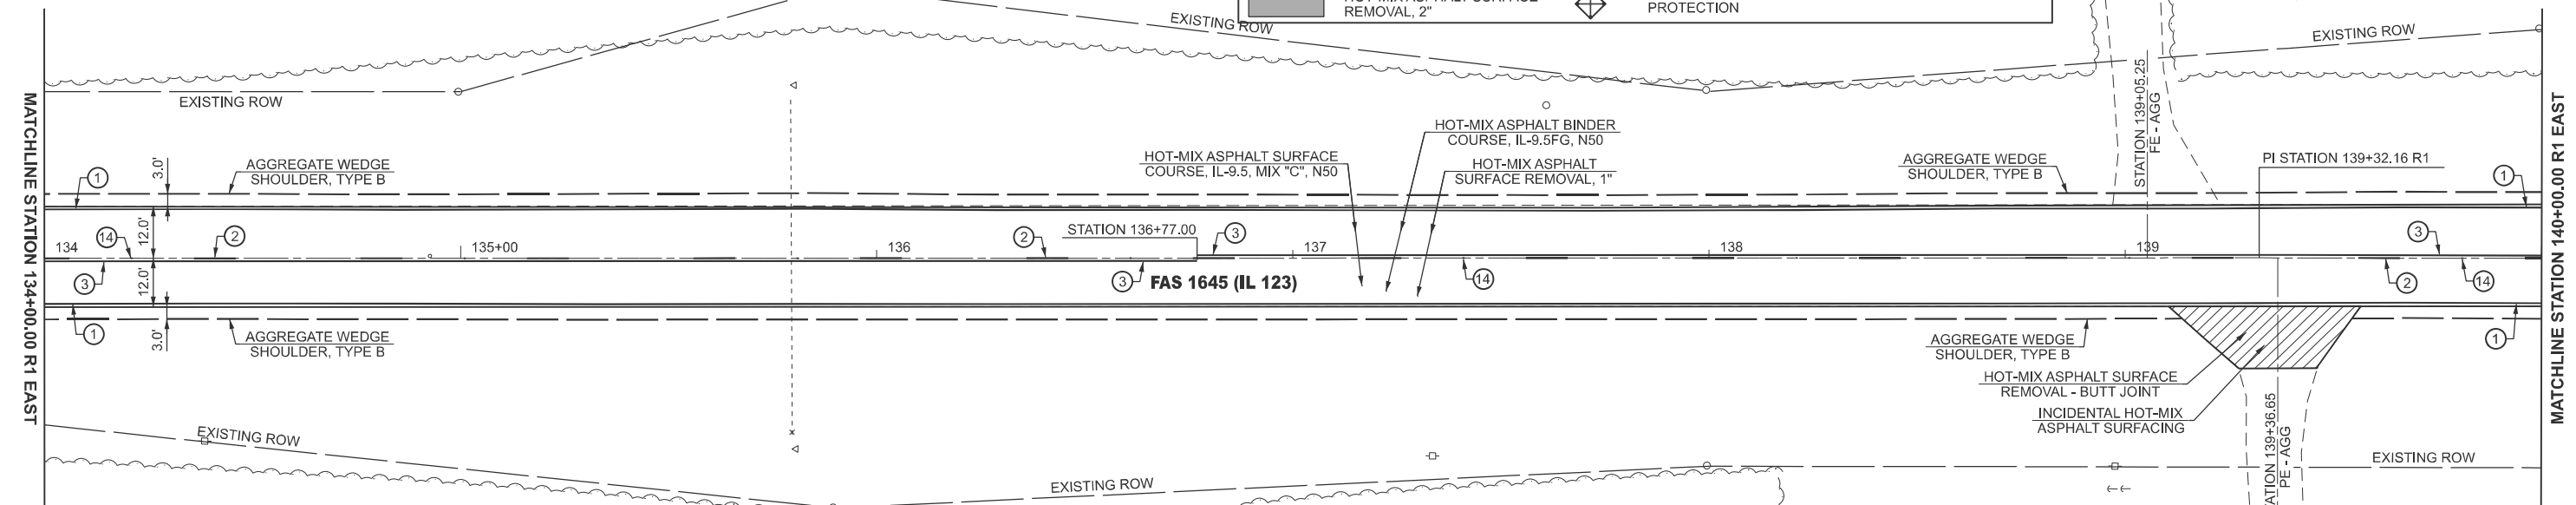 HOT-MIX ASPHALT SURFACE
REMOVAL, 2"
PROTECTION
EXISTING ROW
EXISTING ROW
EXISTING ROW
MATCHLINE STATION 134+00.00 R1 EAST
MATCHLINE STATION 140+00.00 R1 EAST
STATION 139+05.25
FE - AGG
HOT-MIX ASPHALT BINDER
COURSE, IL-9.5FG, N50
HOT-MIX ASPHALT SURFACE
COURSE, IL-9.5, MIX "C", N50
HOT-MIX ASPHALT
SURFACE REMOVAL, 1"
AGGREGATE WEDGE
SHOULDER, TYPE B
AGGREGATE WEDGE
SHOULDER, TYPE B
PI STATION 139+32.16 R1
3.0'
1
1
12.0'
134
14
2
135+00
136
2
STATION 136+77.00
3
137
138
139
3
3
12.0'
3
FAS 1645 (IL 123)
14
2
14
1
3.0'
AGGREGATE WEDGE
SHOULDER, TYPE B
AGGREGATE WEDGE
SHOULDER, TYPE B
1
HOT-MIX ASPHALT SURFACE
REMOVAL - BUTT JOINT
INCIDENTAL HOT-MIX
ASPHALT SURFACING
STATION 139+36.65
PE - AGG
EXISTING ROW
EXISTING ROW
EXISTING ROW